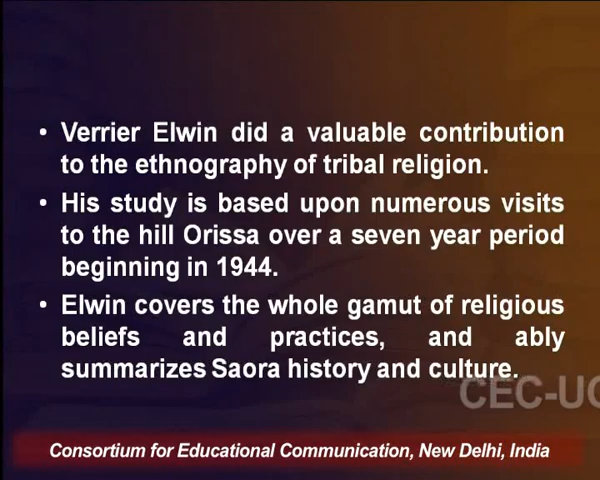 • Verrier Elwin did a valuable contribution
to the ethnography of tribal religion.
• His study is based upon numerous visits
to the hill Orissa over a seven year period
beginning in 1944.
• Elwin covers the whole gamut of religious
beliefs and practices, and ably
summarizes Saora history and culture.
CEC-UG
Consortium for Educational Communication, New Delhi, India